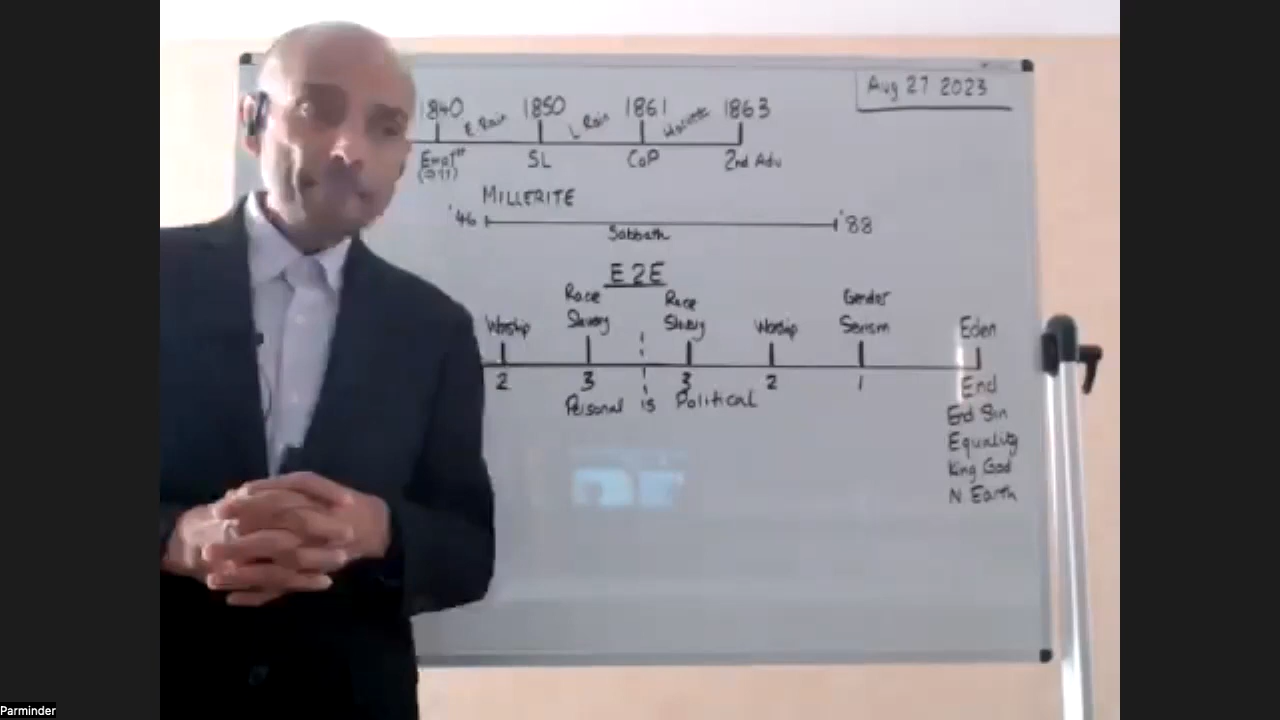 Aug 27 2023
1840 E. Rain 1850 L Rain 1861 1863
SL CoP 2nd Adv
(911)
MILLERITE
'46 '88
Sabbath
E2E
Race Race Gender
Worship Slavery Slavery Worship Sexism Eden
2 3 3 2 1 End
Personal is Political
End Sin
Equality
King God
N Earth
Parminder